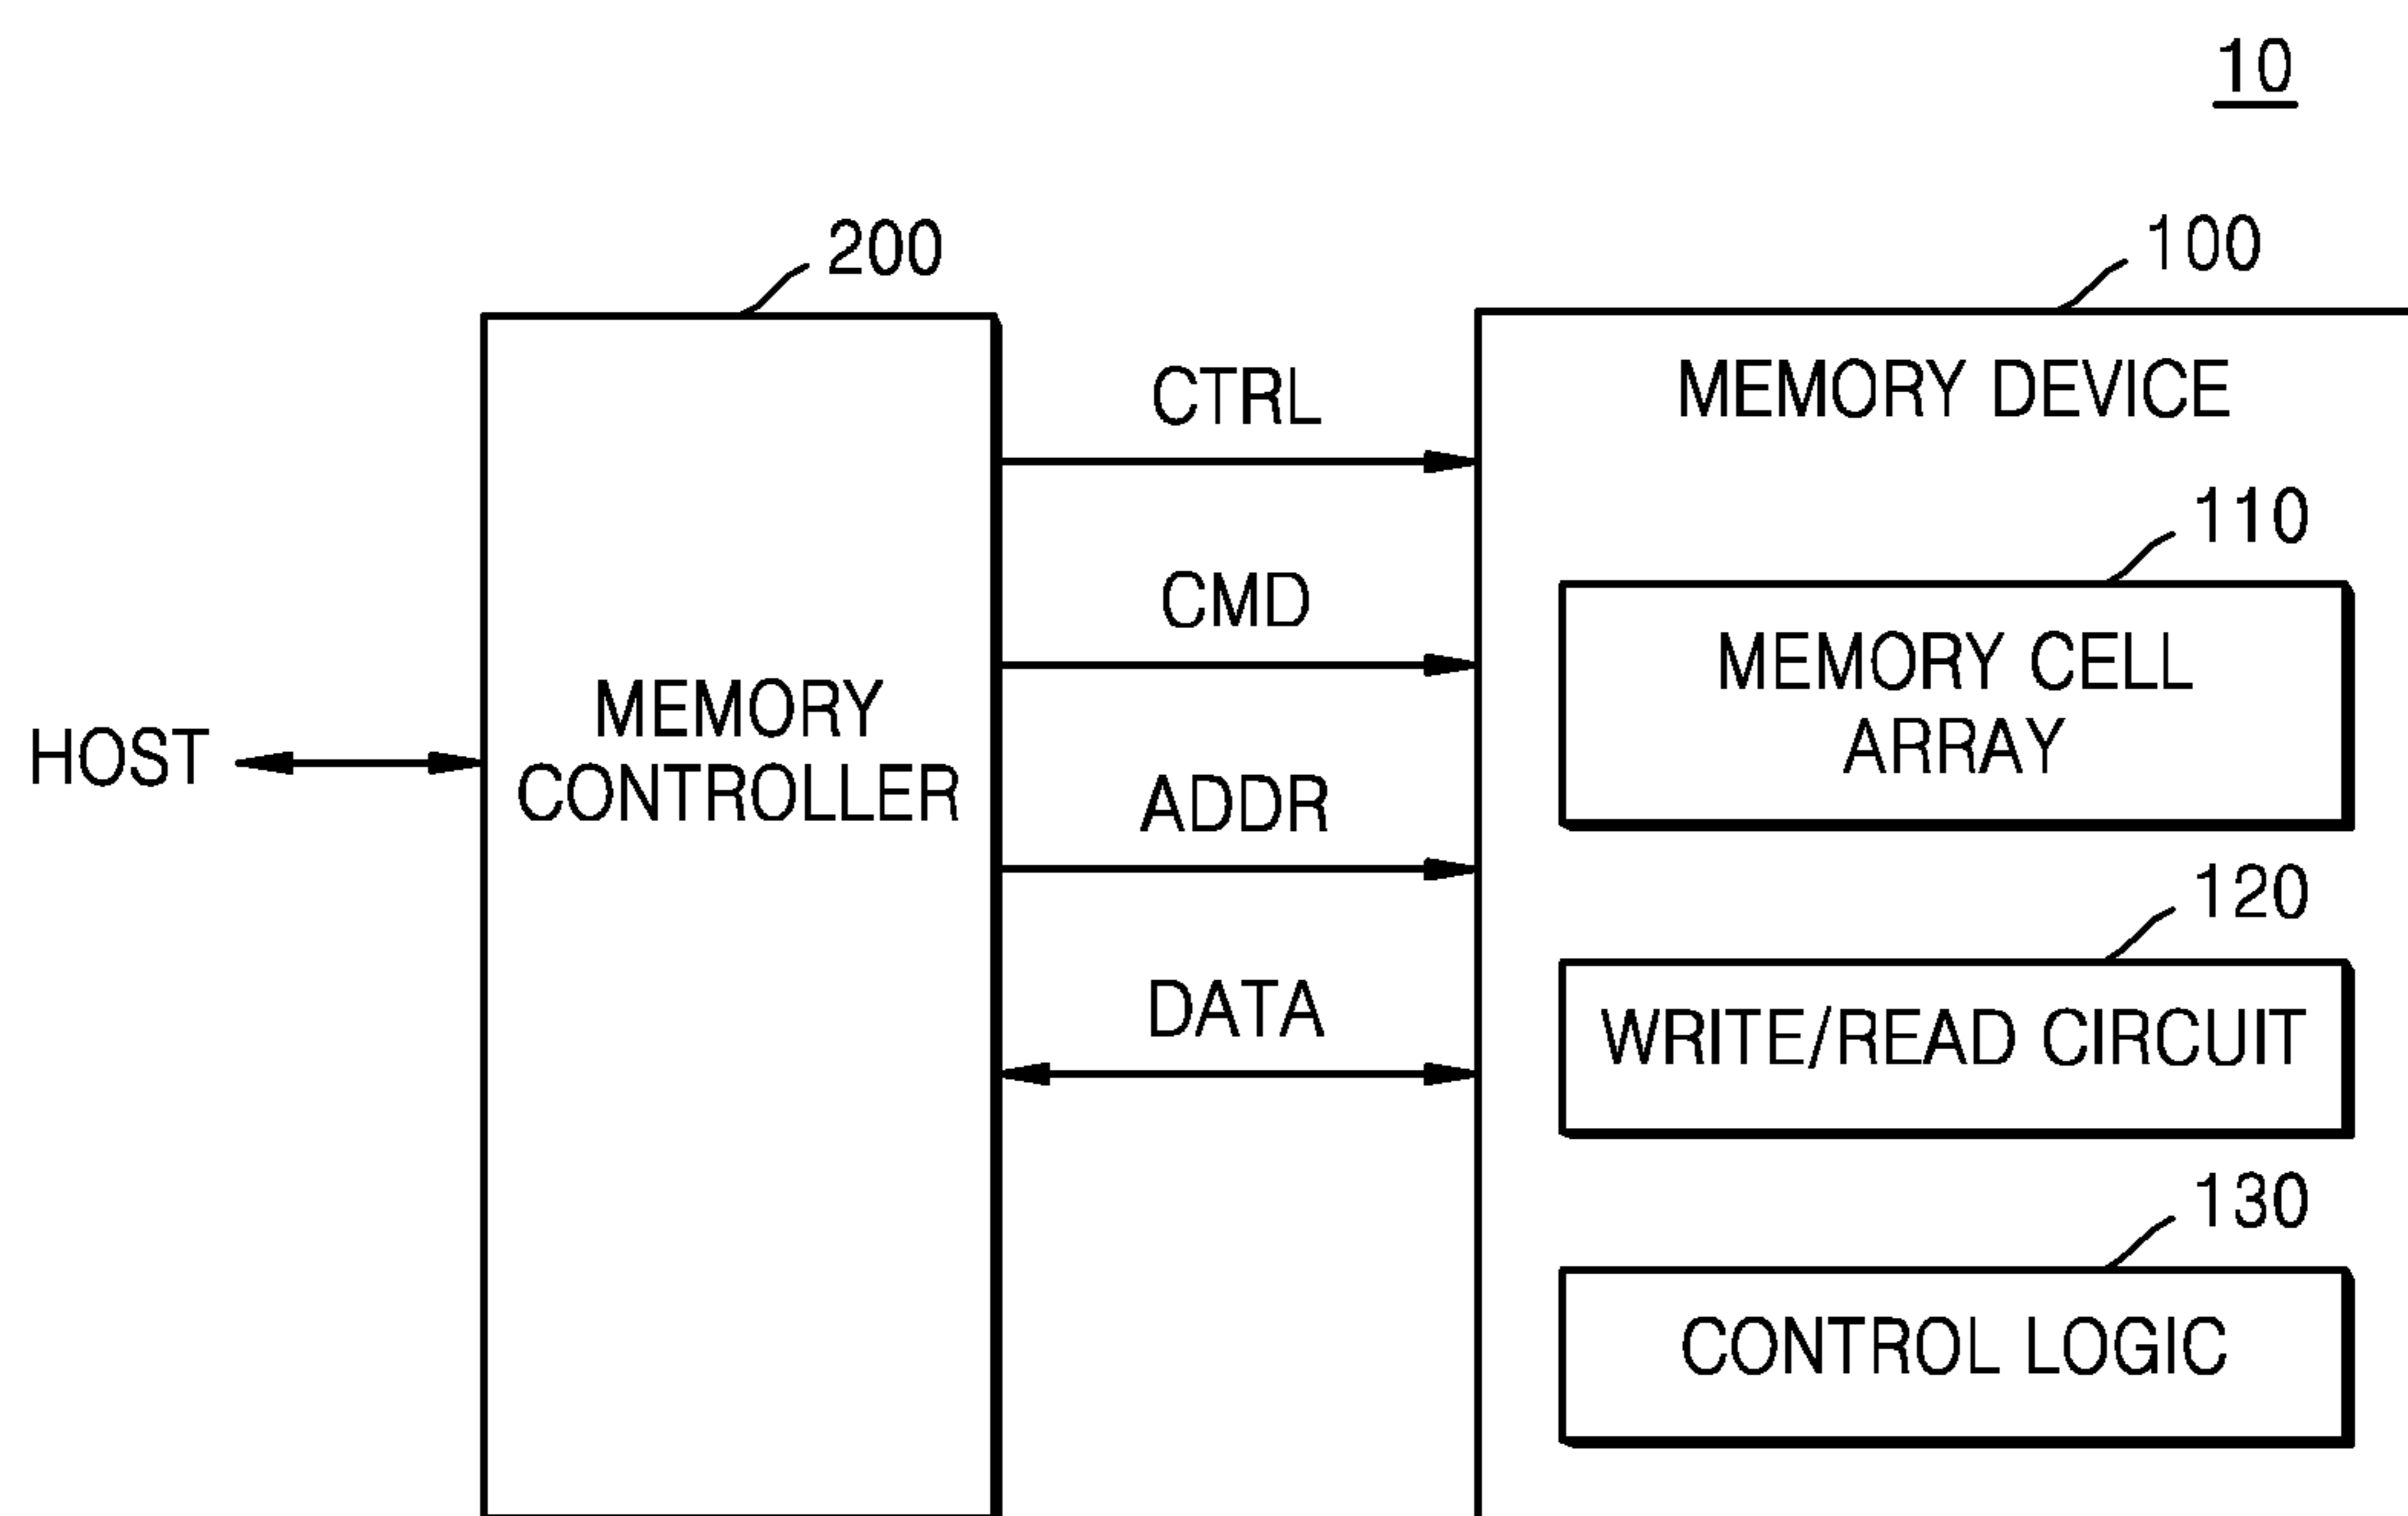 10
200
100
CTRL
MEMORY DEVICE
110
CMD
MEMORY CELL
ARRAY
MEMORY
CONTROLLER
HOST
ADDR
120
DATA
WRITE/READ CIRCUIT
130
CONTROL LOGIC